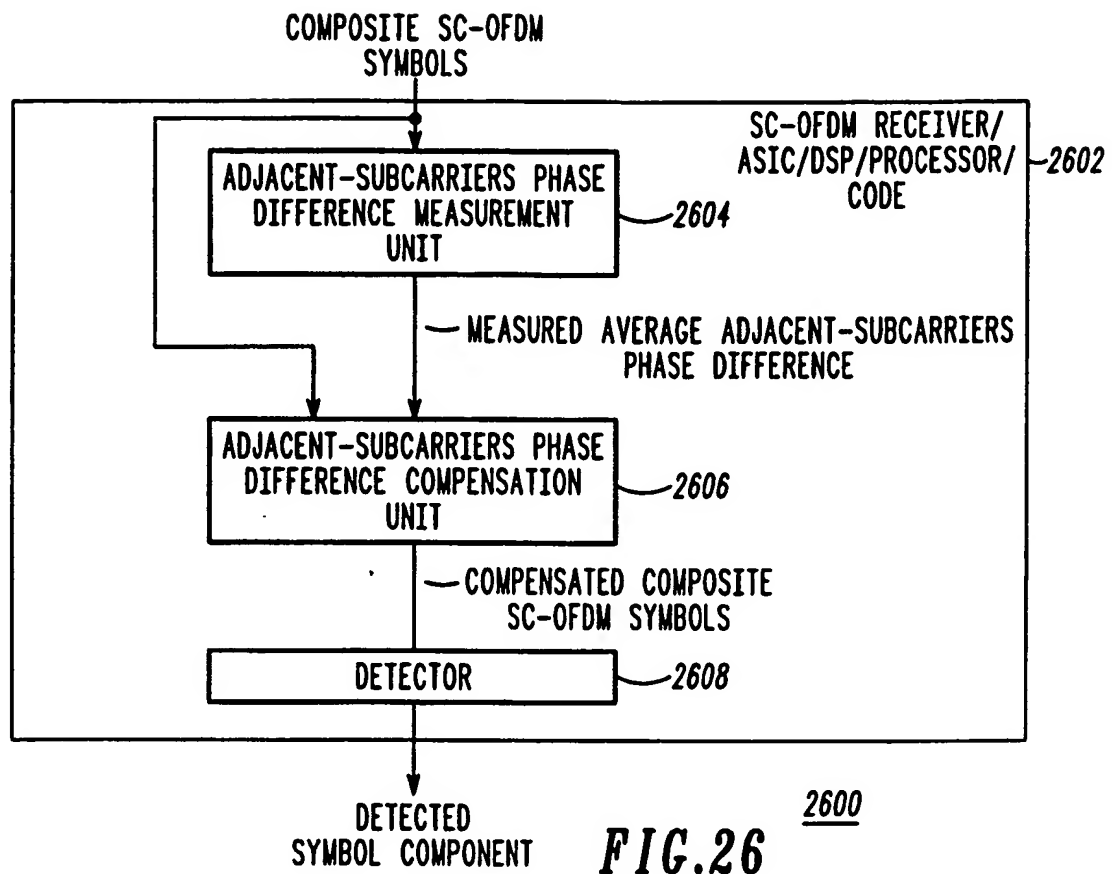 COMPOSITE SC-OFDM
SYMBOLS
SC-OFDM RECEIVER/
ASIC/DSP/PROCESSOR/
CODE
2602
ADJACENT-SUBCARRIERS PHASE
DIFFERENCE MEASUREMENT
UNIT
2604
MEASURED AVERAGE ADJACENT-SUBCARRIERS
PHASE DIFFERENCE
ADJACENT-SUBCARRIERS PHASE
DIFFERENCE COMPENSATION
UNIT
2606
COMPENSATED COMPOSITE
SC-OFDM SYMBOLS
DETECTOR
2608
DETECTED
SYMBOL COMPONENT
2600
FIG.26